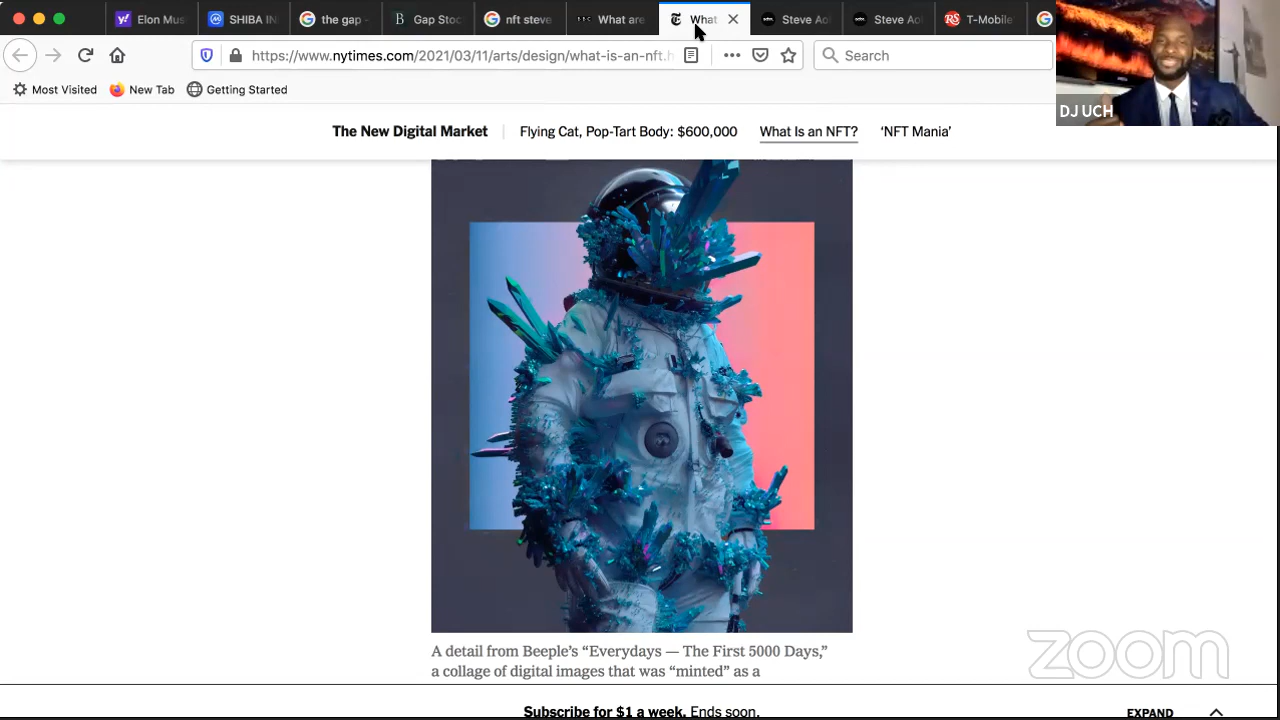 Elon Mus
SHIBA IN
the gap -
Gap Stoc
nft steve
What are
What
Steve Aol
Steve Aol
T-Mobile
https://www.nytimes.com/2021/03/11/arts/design/what-is-an-nft.h
Search
Most Visited
New Tab
Getting Started
DJ UCH
The New Digital Market
Flying Cat, Pop-Tart Body: $600,000
What Is an NFT?
‘NFT Mania’
A detail from Beeple’s “Everydays — The First 5000 Days,”
a collage of digital images that was “minted” as a
zoom
Subscribe for $1 a week. Ends soon.
EXPAND